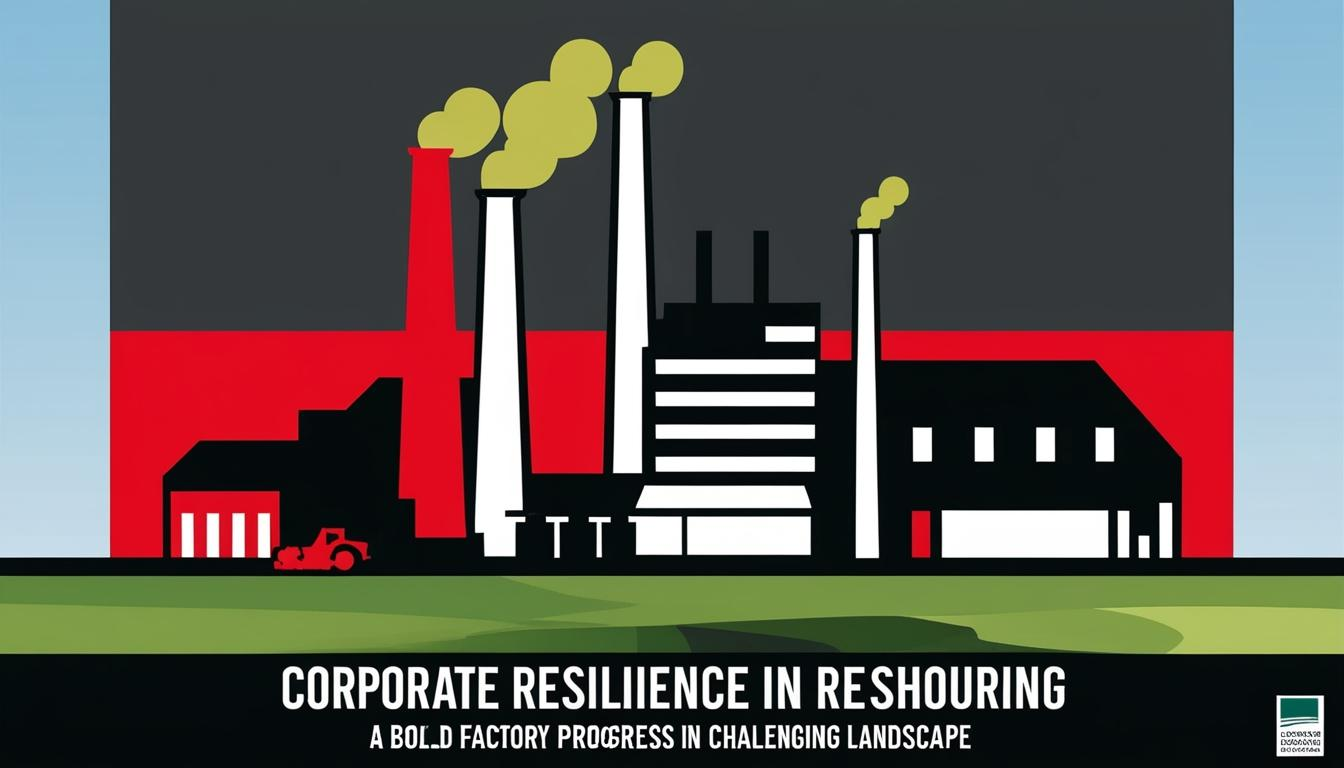 CORPORATE RESILIIENCE IN RESHOURING
A BOL..D FACTORY PROGRESS IN CHALENGING LANDSCAPE